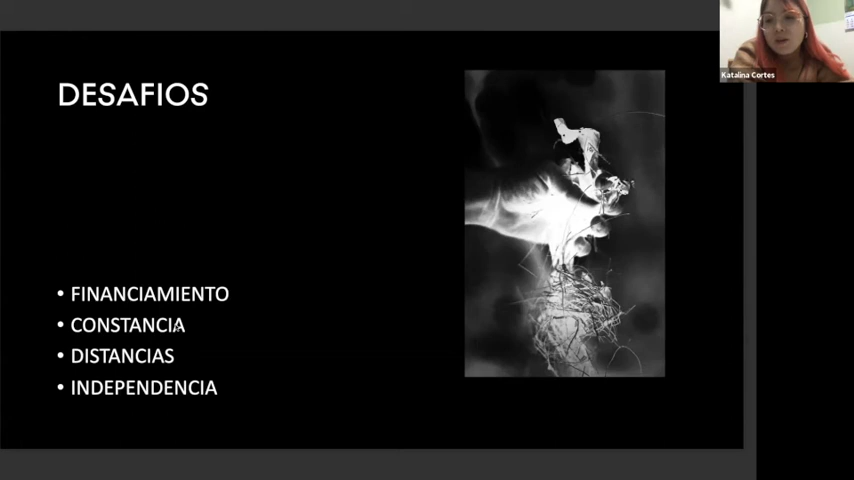 DESAFIOS
• FINANCIAMIENTO
• CONSTANCIA
• DISTANCIAS
• INDEPENDENCIA
Katalina Cortes